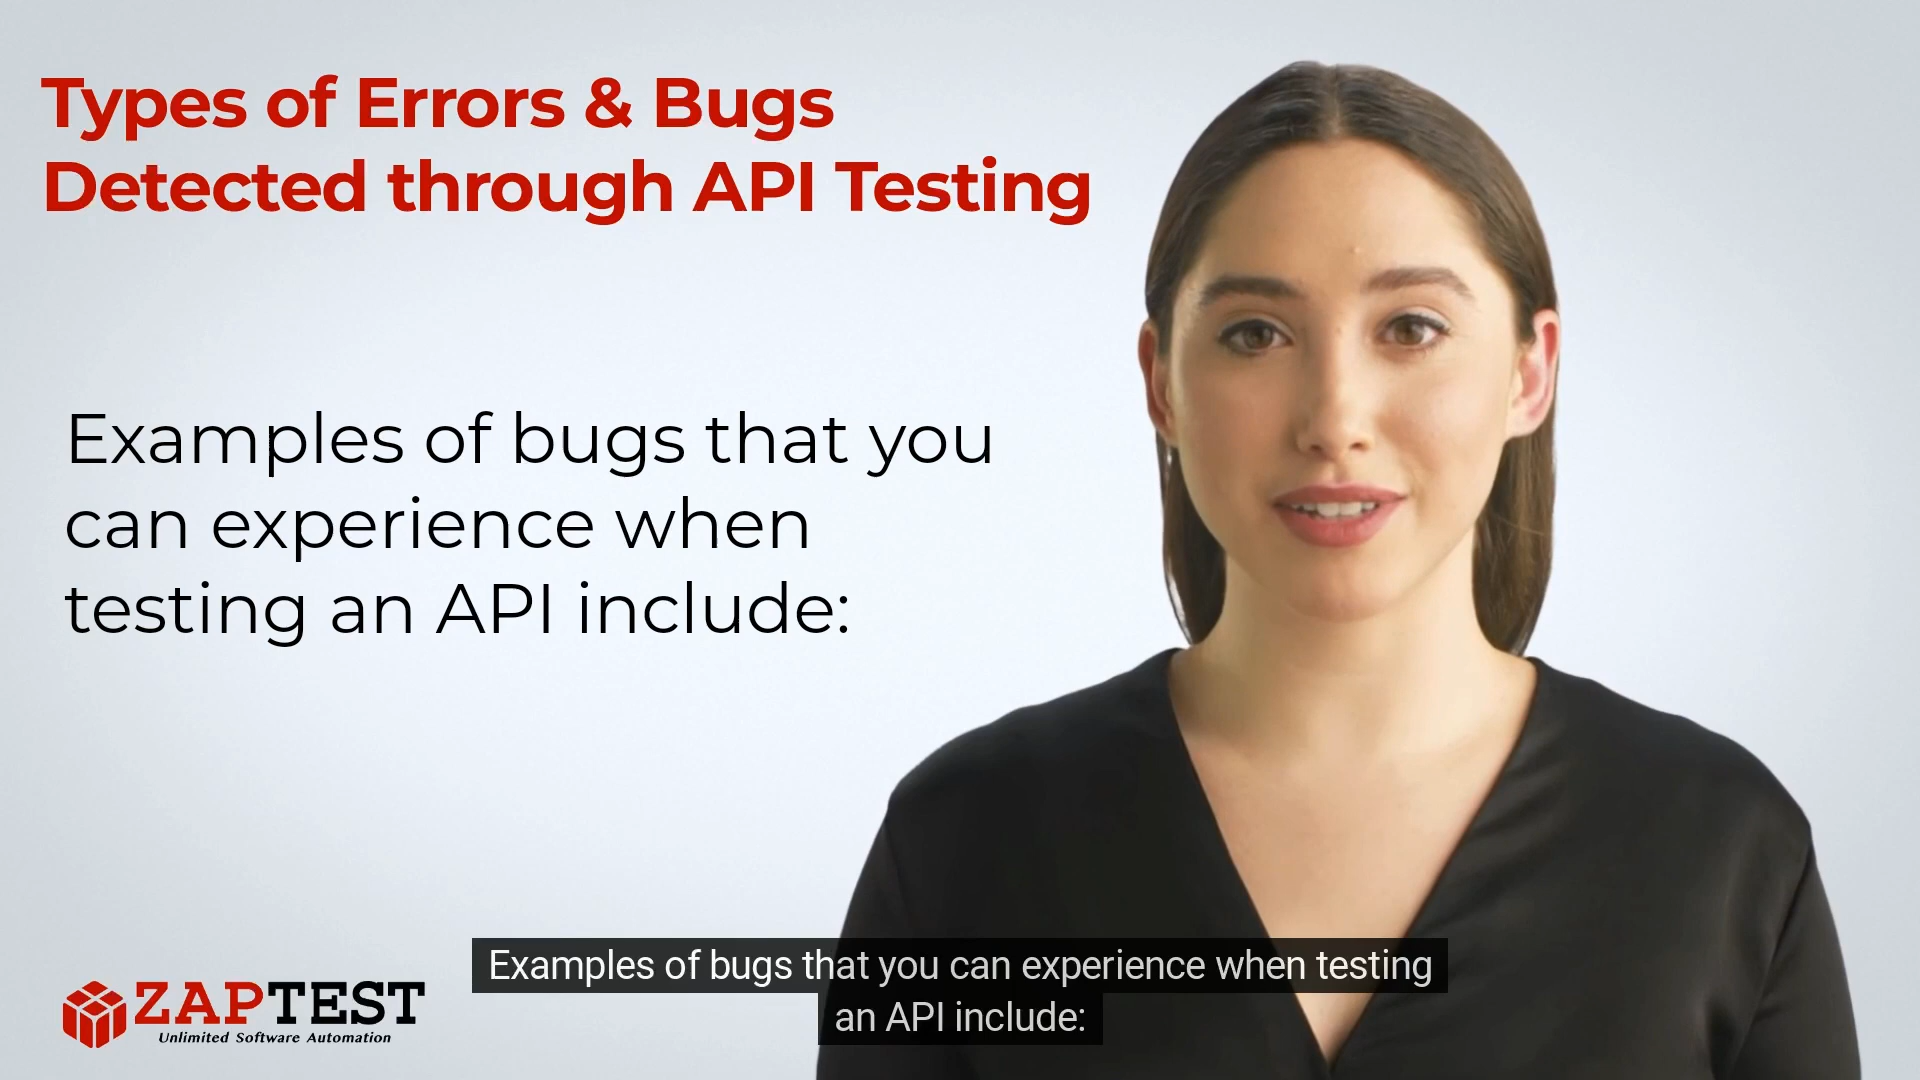 Types of Errors & Bugs
Detected through API Testing
Examples of bugs that you
can experience when
testing an API include:
Examples of bugs that you can experience when testing
an API include:
ZAPTEST
Unlimited Software Automation